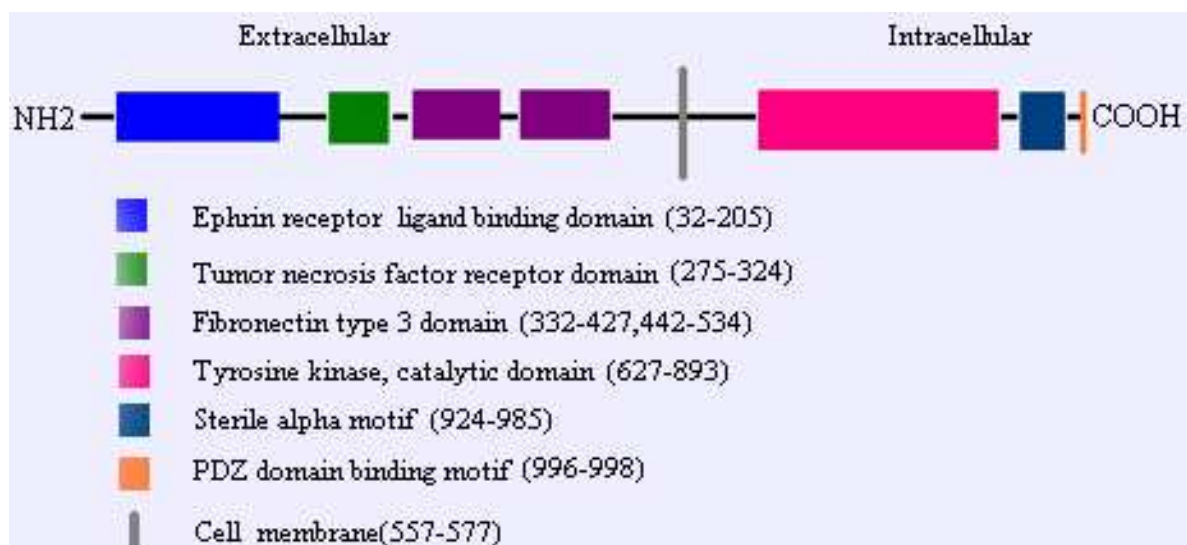 Extracellular Intracellular
NH2 COOH
Ephrin receptor ligand binding domain (32-205)
Tumor necrosis factor receptor domain (275-324)
Fibronectin type 3 domain (332-427,442-534)
Tyrosine kinase, catalytic domain (627-893)
Sterile alpha motif (924-985)
PDZ domain binding motif (996-998)
Cell membrane(557-577)